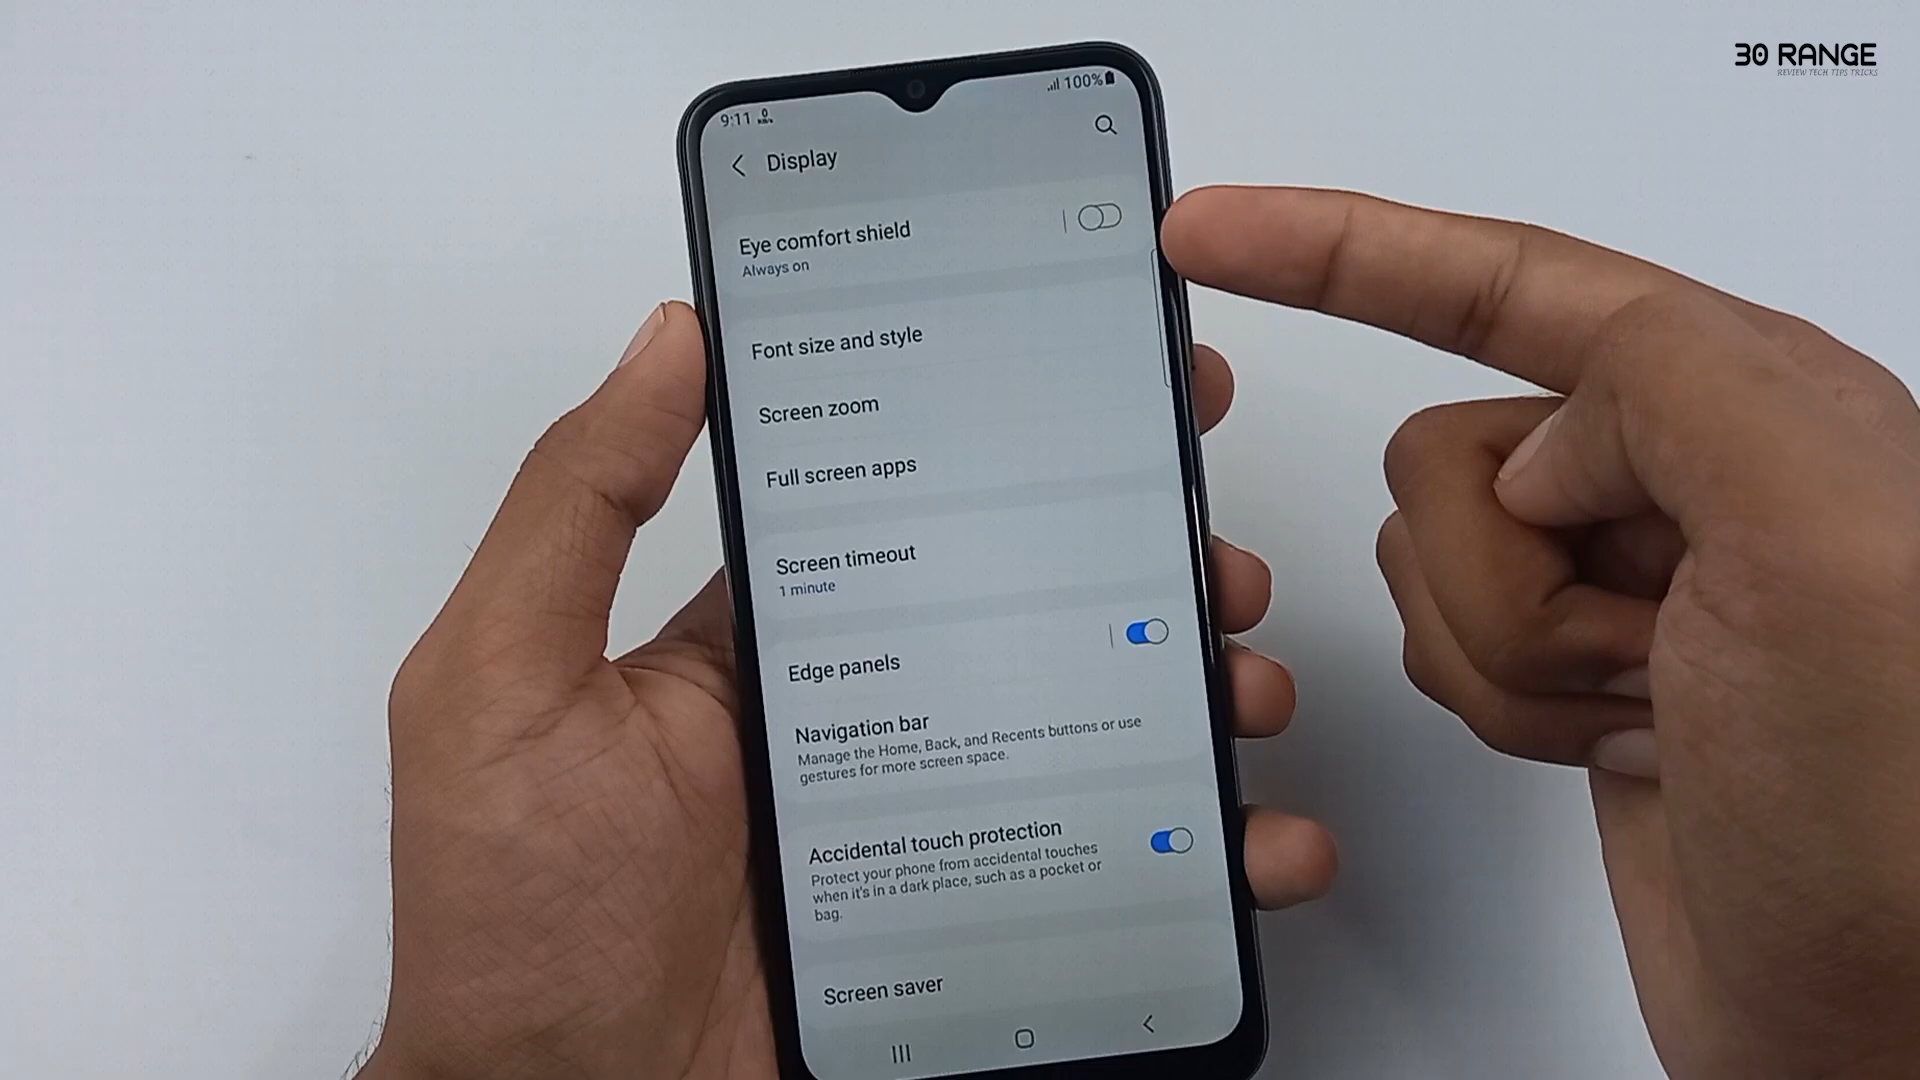 30 RANGE
REVIEW TECH TIPS TRICKS
9:11
100%
Display
Eye comfort shield
Always on
Font size and style
Screen zoom
Full screen apps
Screen timeout
1 minute
Edge panels
Navigation bar
Manage the Home, Back, and Recents buttons or use
gestures for more screen space.
Accidental touch protection
Protect your phone from accidental touches
when it's in a dark place, such as a pocket or
bag.
Screen saver